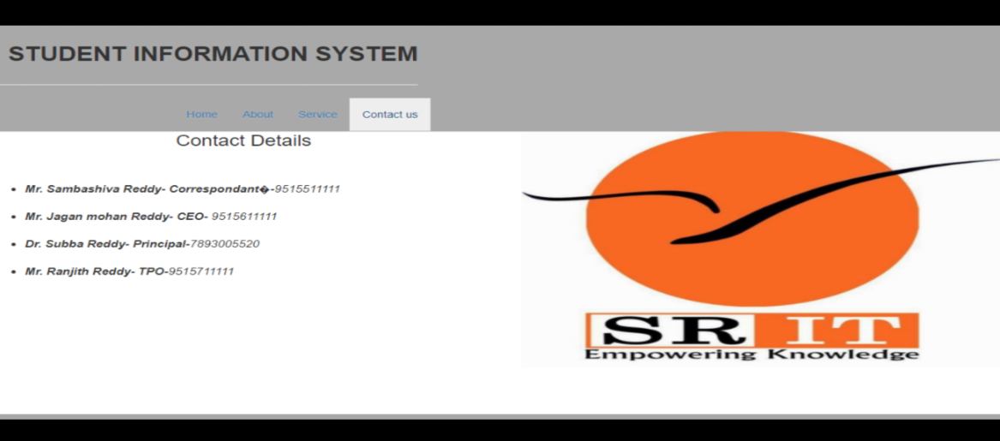 STUDENT INFORMATION SYSTEM
Home About Service Contact us
Contact Details
• Mr. Sambashiva Reddy- Correspondant�-9515511111
• Mr. Jagan mohan Reddy- CEO- 9515611111
• Dr. Subba Reddy- Principal-7893005520
• Mr. Ranjith Reddy- TPO-9515711111
SRIT
Empowering Knowledge